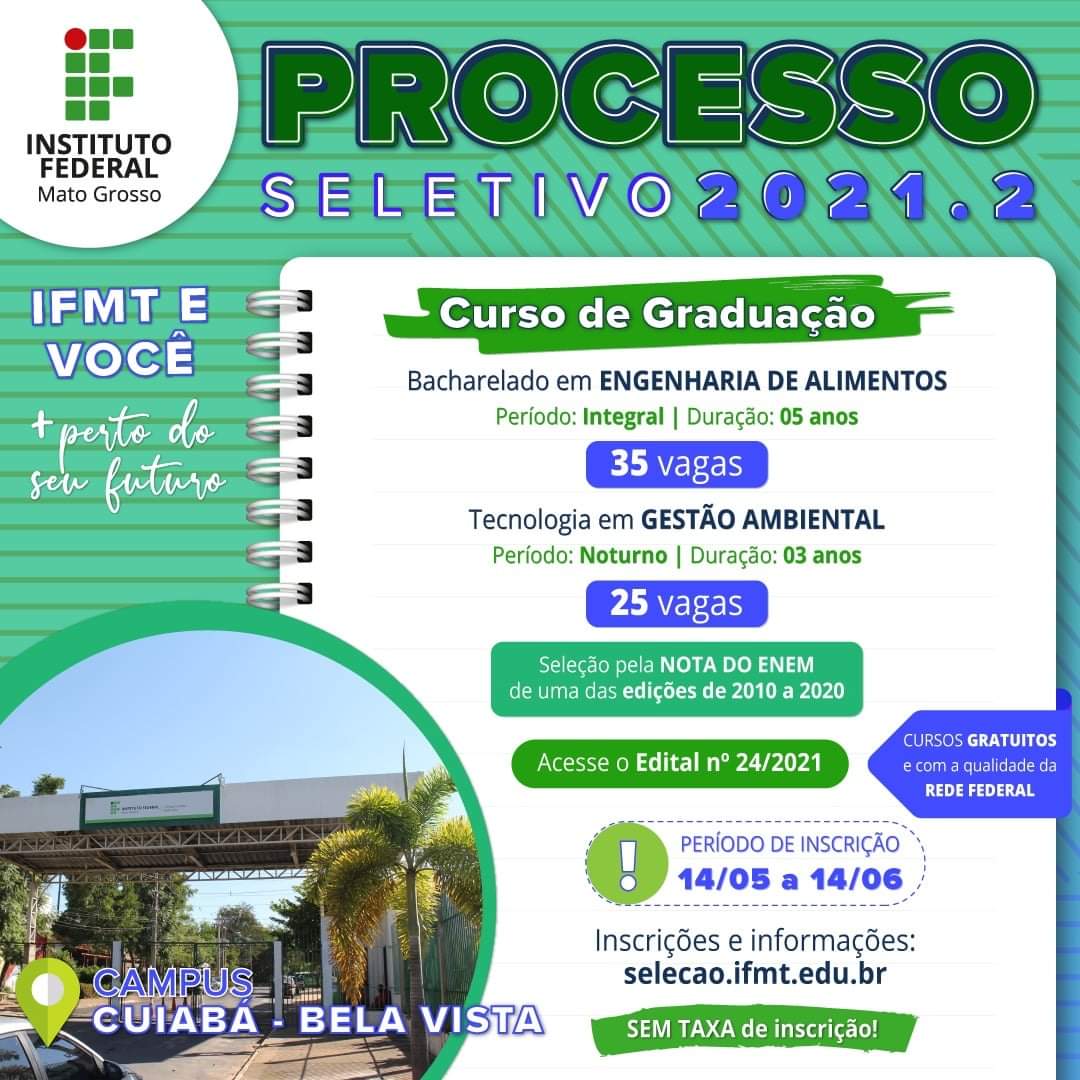 INSTITUTO
FEDERAL
Mato Grosso
PROCESSO
SELETIVO 2021.2
IFMT E
VOCÊ
+ perto do
seu futuro
Curso de Graduação
Bacharelado em ENGENHARIA DE ALIMENTOS
Período: Integral | Duração: 05 anos
35 vagas
Tecnologia em GESTÃO AMBIENTAL
Período: Noturno | Duração: 03 anos
25 vagas
Seleção pela NOTA DO ENEM
de uma das edições de 2010 a 2020
Acesse o Edital nº 24/2021
CURSOS GRATUITOS
e com a qualidade da
REDE FEDERAL
! PERÍODO DE INSCRIÇÃO
14/05 a 14/06
Inscrições e informações:
selecao.ifmt.edu.br
SEM TAXA de inscrição!
INSTITUTO FEDERAL
CAMPUS
CUIABÁ - BELA VISTA